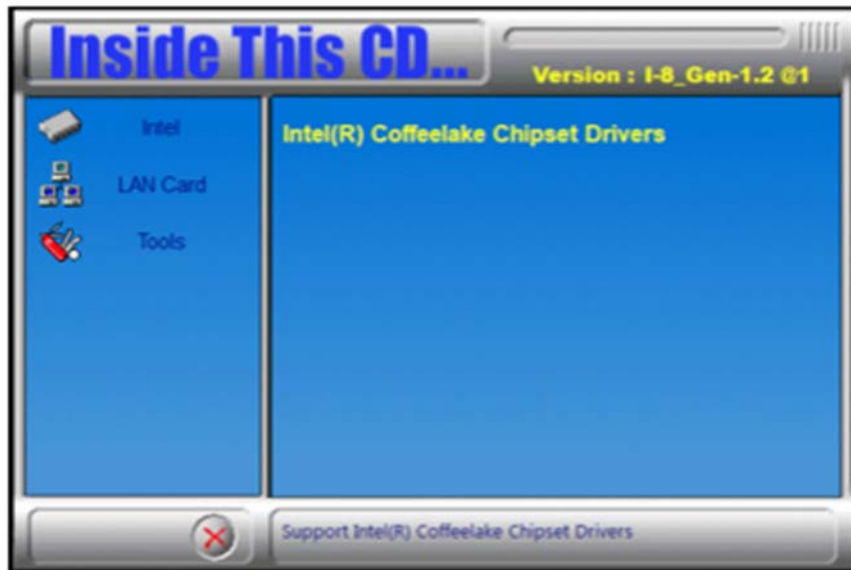 Inside This CD...
Version : I-8_Gen-1.2 @1
Intel
LAN Card
Tools
Intel(R) Coffeelake Chipset Drivers
Support Intel(R) Coffeelake Chipset Drivers